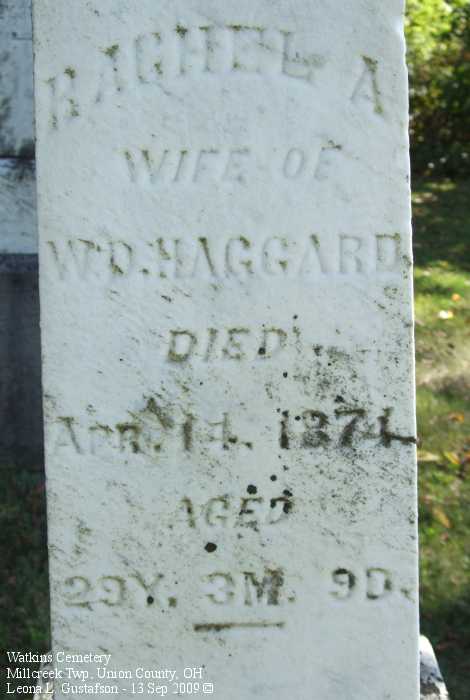 RACHEL A
WIFE OF
W.D. HAGGARD
DIED
APR. 14. 1874
AGED
29Y. 3M. 9D.
Watkins Cemetery
Millcreek Twp, Union County, OH
Leona L. Gustafson - 13 Sep 2009 ©